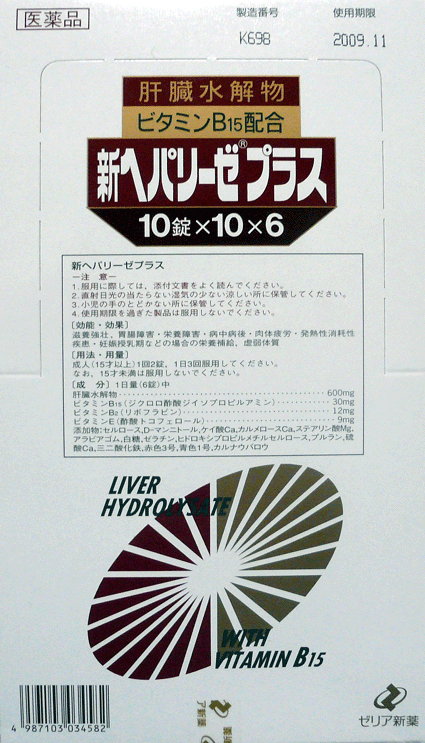 医薬品
製造番号
使用期限
K698
2009.11
肝臓水解物
ビタミンB15配合
新ヘパリーゼ®プラス
10錠×10×6
新ヘパリーゼプラス
ー注 意ー
1.服用に際しては、添付文書をよく読んでください。
2.直射日光の当たらない湿気の少ない涼しい所に保管してください。
3.小児の手のとどかない所に保管してください。
4.使用期限を過ぎた製品は服用しないでください。
〔効能・効果〕
滋養強壮、胃腸障害・栄養障害・病中病後・肉体疲労・発熱性消耗性
疾患・妊娠授乳期などの場合の栄養補給、虚弱体質
〔用法・用量〕
成人(15才以上)1回2錠、1日3回服用してください。
なお、15才未満は服用しないでください。
〔成 分〕1日量(6錠)中
肝臓水解物・・・・・・・・・・・・・・・・・・・・・・・・・・・600mg
ビタミンB15(ジクロロ酢酸ジイソプロピルアミン)・・・・・・・・・・30mg
ビタミンB2(リボフラビン)・・・・・・・・・・・・・・・・・・・・12mg
ビタミンE(酢酸トコフェロール)・・・・・・・・・・・・・・・・・・9mg
添加物:セルロース,D-マンニトール,ケイ酸Ca,カルメロースCa,ステアリン酸Mg,
アラビアゴム,白糖,ゼラチン,ヒドロキシプロピルメチルセルロース,プルラン,硫
酸Ca,三二酸化鉄,赤色3号,青色1号,カルナウバロウ
LIVER
HYDROLYSATE
WITH
VITAMIN B15
4 987103 034582
ア新薬
ゼリア新薬